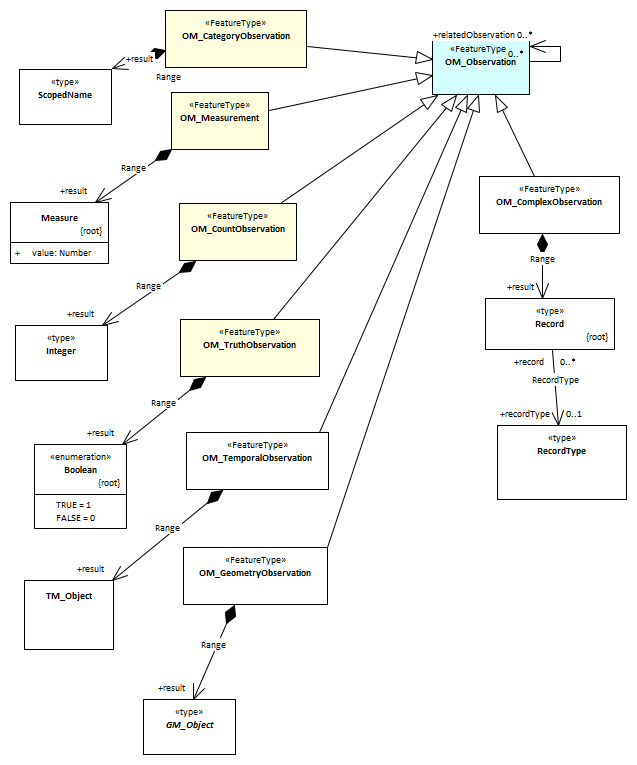 «FeatureType»
OM_CategoryObservation
+relatedObservation 0..*
«FeatureType
0..*
OM_Observation
+result
Range
«type»
ScopedName
«FeatureType»
OM_Measurement
Range
+result
Measure
{root}
+ value: Number
«FeatureType»
OM_ComplexObservation
Range
+result
«type»
Record
{root}
+record 0..*
RecordType
+recordType 0..1
«type»
RecordType
«FeatureType»
OM_CountObservation
Range
+result
«type»
Integer
«FeatureType»
OM_TruthObservation
Range
+result
«enumeration»
Boolean
{root}
TRUE = 1
FALSE = 0
«FeatureType»
OM_TemporalObservation
Range
+result
TM_Object
«FeatureType»
OM_GeometryObservation
Range
+result
«type»
GM_Object